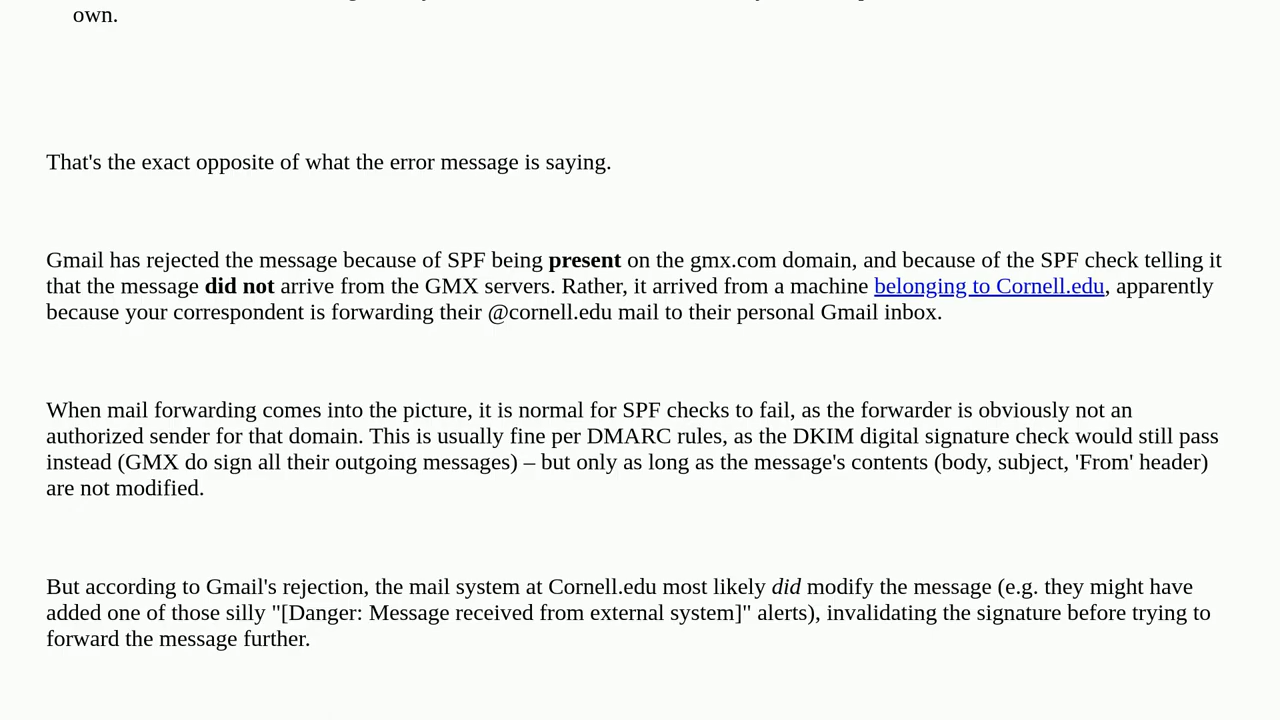 own.
That's the exact opposite of what the error message is saying.
Gmail has rejected the message because of SPF being present on the gmx.com domain, and because of the SPF check telling it
that the message did not arrive from the GMX servers. Rather, it arrived from a machine belonging to Cornell.edu, apparently
because your correspondent is forwarding their @cornell.edu mail to their personal Gmail inbox.
When mail forwarding comes into the picture, it is normal for SPF checks to fail, as the forwarder is obviously not an
authorized sender for that domain. This is usually fine per DMARC rules, as the DKIM digital signature check would still pass
instead (GMX do sign all their outgoing messages) – but only as long as the message's contents (body, subject, 'From' header)
are not modified.
But according to Gmail's rejection, the mail system at Cornell.edu most likely did modify the message (e.g. they might have
added one of those silly "[Danger: Message received from external system]" alerts), invalidating the signature before trying to
forward the message further.